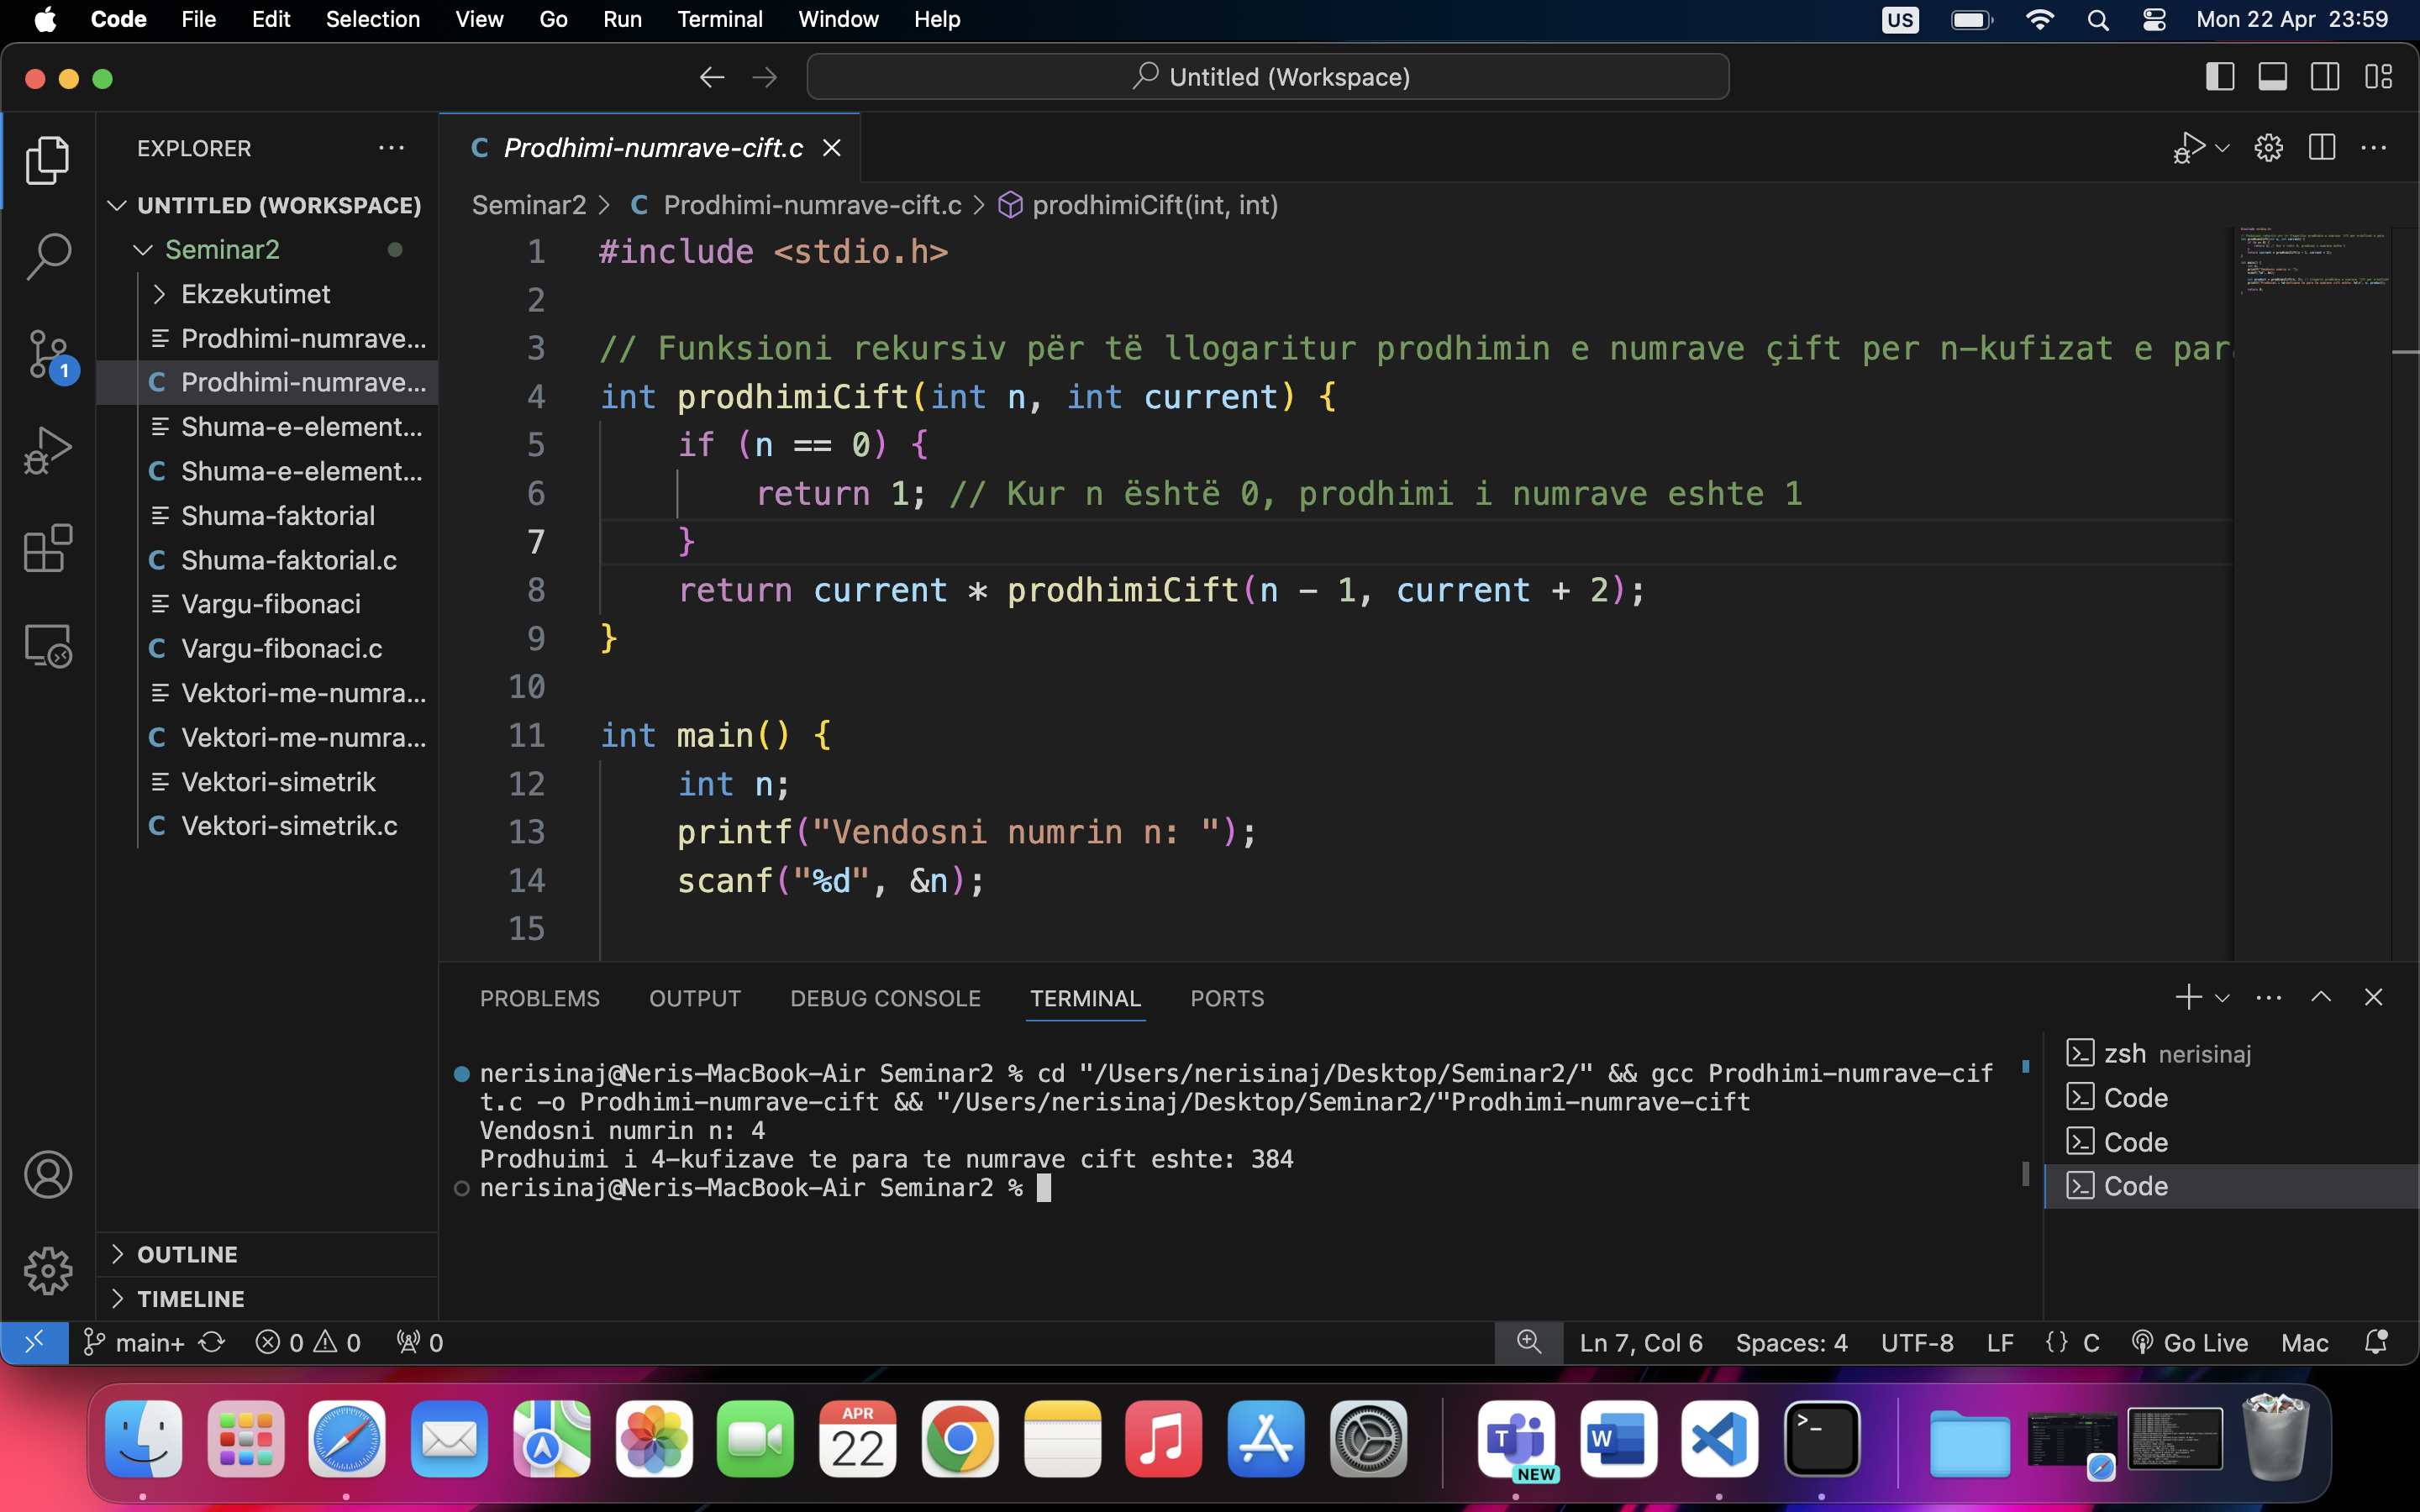 Code File Edit Selection View Go Run Terminal Window Help US Mon 22 Apr 23:59
Untitled (Workspace)
EXPLORER
UNTITLED (WORKSPACE)
Seminar2
Ekzekutimet
Prodhimi-numrave...
Prodhimi-numrave...
Shuma-e-element...
Shuma-e-element...
Shuma-faktorial
Shuma-faktorial.c
Vargu-fibonaci
Vargu-fibonaci.c
Vektori-me-numra...
Vektori-me-numra...
Vektori-simetrik
Vektori-simetrik.c
OUTLINE
TIMELINE
1
C Prodhimi-numrave-cift.c
Seminar2 > C Prodhimi-numrave-cift.c > prodhimiCift(int, int)
1 #include <stdio.h>
2
3 // Funksioni rekursiv për të llogaritur prodhimin e numrave çift per n-kufizat e par
4 int prodhimiCift(int n, int current) {
5 if (n == 0) {
6 return 1; // Kur n është 0, prodhimi i numrave eshte 1
7 }
8 return current * prodhimiCift(n - 1, current + 2);
9 }
10
11 int main() {
12 int n;
13 printf("Vendosni numrin n: ");
14 scanf("%d", &n);
15
PROBLEMS OUTPUT DEBUG CONSOLE TERMINAL PORTS
nerisinaj@Neris-MacBook-Air Seminar2 % cd "/Users/nerisinaj/Desktop/Seminar2/" && gcc Prodhimi-numrave-cif
t.c -o Prodhimi-numrave-cift && "/Users/nerisinaj/Desktop/Seminar2/"Prodhimi-numrave-cift
Vendosni numrin n: 4
Prodhuimi i 4-kufizave te para te numrave cift eshte: 384
nerisinaj@Neris-MacBook-Air Seminar2 %
zsh nerisinaj
Code
Code
Code
main+ 0 0 0 Ln 7, Col 6 Spaces: 4 UTF-8 LF {} C Go Live Mac
APR
22
T
NEW
W
>_